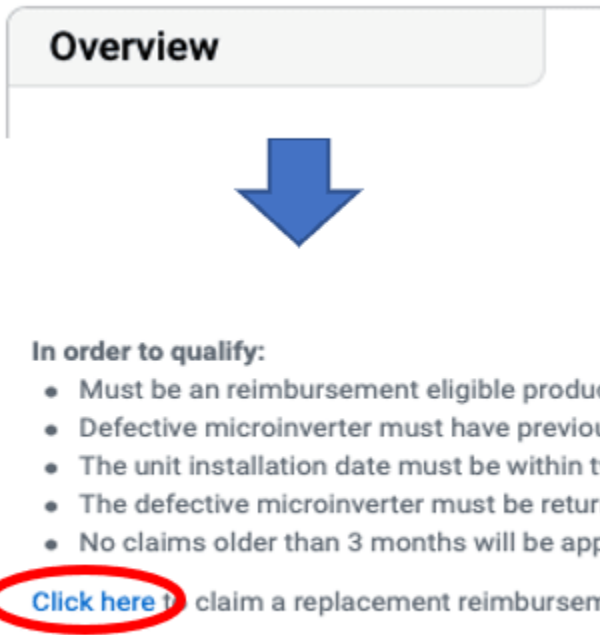 Overview
In order to qualify:
• Must be an reimbursement eligible
• Defective microinverter must have
• The unit installation date must be within
• The defective microinverter must be
• No claims older than 3 months will be
Click here to claim a replacement